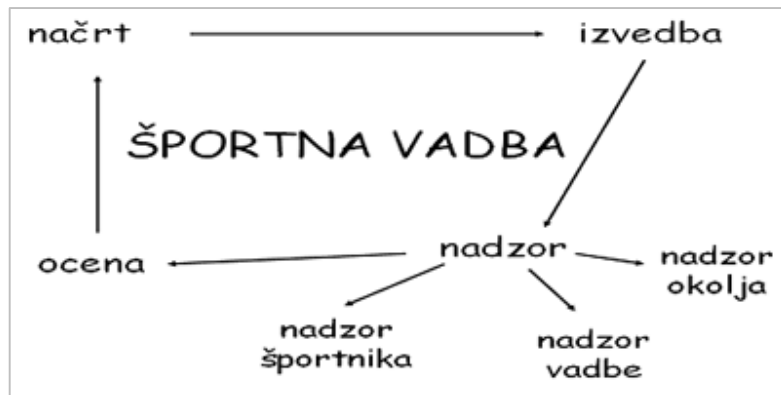 načrt
izvedba
ŠPORTNA VADBA
ocena
nadzor
nadzor
okolja
nadzor
športnika
nadzor
vadbe